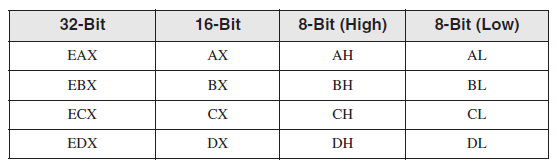 32-Bit 16-Bit 8-Bit (High) 8-Bit (Low)
EAX AX AH AL
EBX BX BH BL
ECX CX CH CL
EDX DX DH DL